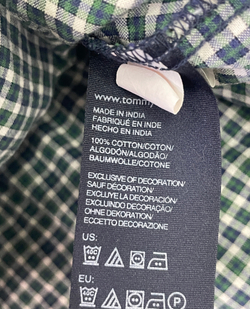 www.tommy
MADE IN INDIA
FABRIQUÉ EN INDE
HECHO EN INDIA
100% COTTON/COTON/
ALGODÓN/ALGODÃO/
BAUMWOLLE/COTONE
EXCLUSIVE OF DECORATION/
SAUF DÉCORATION/
EXCLUYE LA DECORACIÓN/
EXCLUINDO DECORAÇÃO/
OHNE DEKORATION/
ECCETTO DECORAZIONE
US:
EU:
P